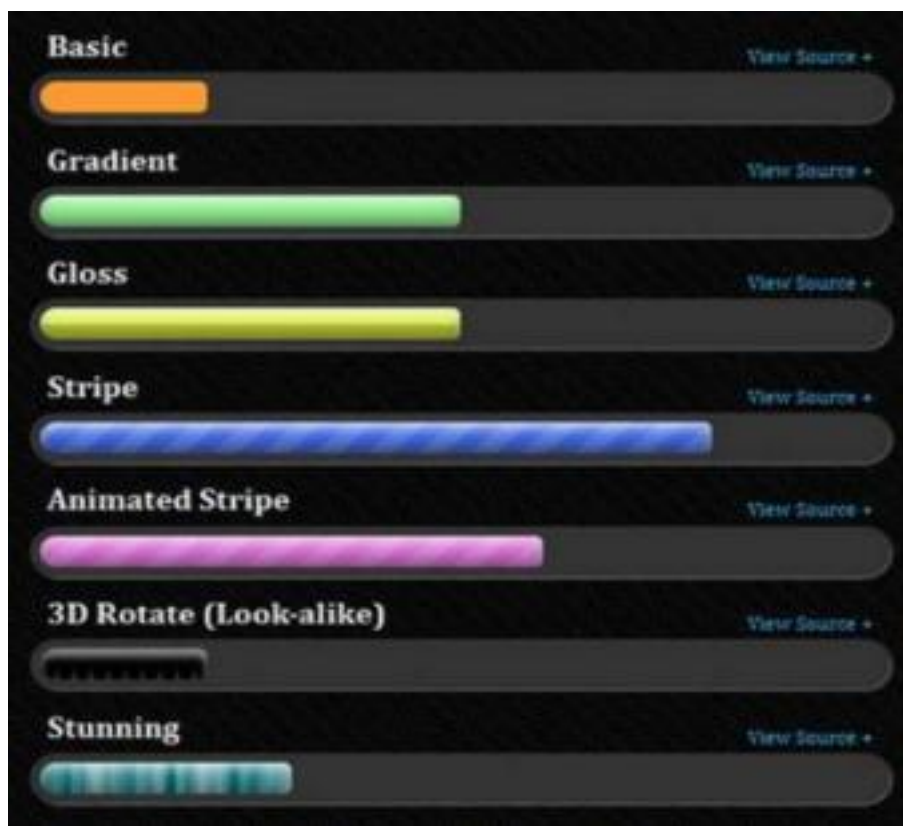 Basic
View Source +
Gradient
View Source +
Gloss
View Source +
Stripe
View Source +
Animated Stripe
View Source +
3D Rotate (Look-alike)
View Source +
Stunning
View Source +